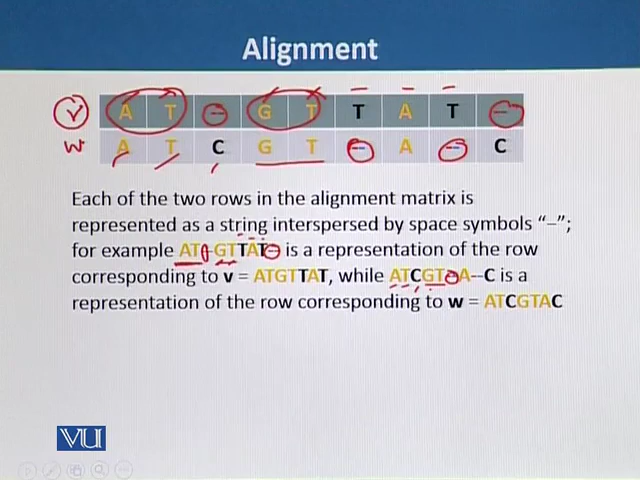 Alignment
V A T – G T T A T –
W A T C G T – A – C
Each of the two rows in the alignment matrix is
represented as a string interspersed by space symbols “–”;
for example AT-GTTAT– is a representation of the row
corresponding to v = ATGTTAT, while ATCGT–A--C is a
representation of the row corresponding to w = ATCGTAC
VU